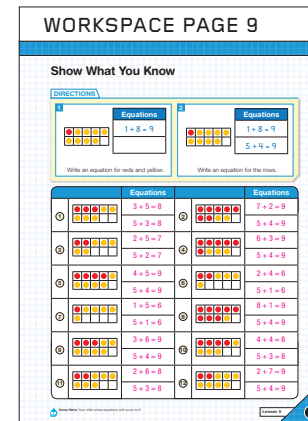 WORKSPACE PAGE 9
Show What You Know
DIRECTIONS
1
Equations
1 + 8 = 9
Write an equation for reds and yellow.
2
Equations
1 + 8 = 9
5 + 4 = 9
Write an equation for the rows.
Equations
Equations
1
3 + 5 = 8
5 + 3 = 8
2
7 + 2 = 9
5 + 4 = 9
3
2 + 5 = 7
5 + 2 = 7
4
6 + 3 = 9
5 + 4 = 9
5
4 + 5 = 9
5 + 4 = 9
6
2 + 4 = 6
5 + 1 = 6
7
1 + 5 = 6
5 + 1 = 6
8
8 + 1 = 9
5 + 4 = 9
9
3 + 6 = 9
5 + 4 = 9
10
4 + 4 = 8
5 + 3 = 8
11
2 + 6 = 8
5 + 3 = 8
12
2 + 7 = 9
5 + 4 = 9
Lesson 9